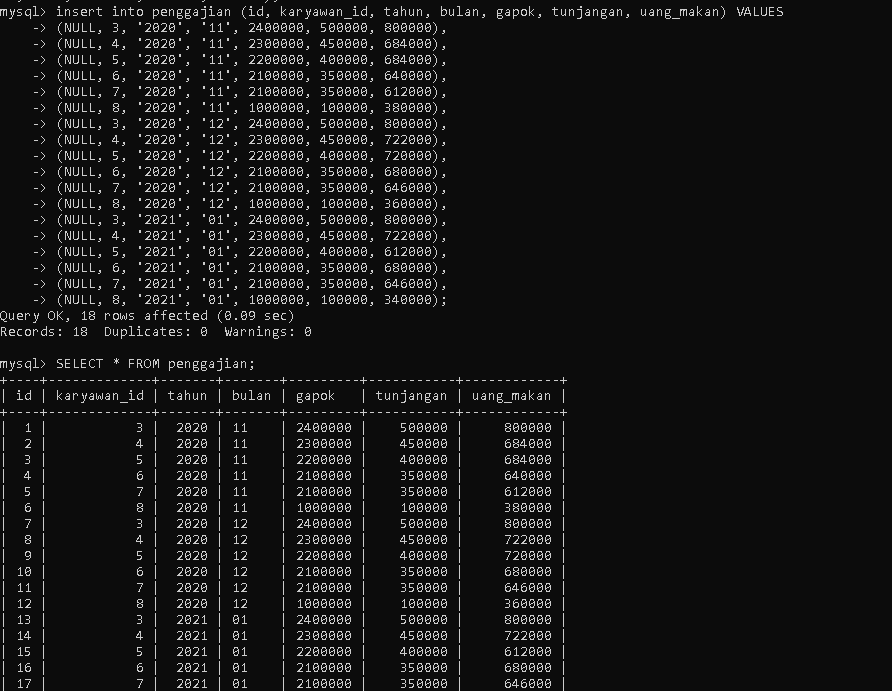 mysql> insert into penggajian (id, karyawan_id, tahun, bulan, gapok, tunjangan, uang_makan) VALUES
    -> (NULL, 3, '2020', '11', 2400000, 500000, 800000),
    -> (NULL, 4, '2020', '11', 2300000, 450000, 684000),
    -> (NULL, 5, '2020', '11', 2200000, 400000, 684000),
    -> (NULL, 6, '2020', '11', 2100000, 350000, 640000),
    -> (NULL, 7, '2020', '11', 2100000, 350000, 612000),
    -> (NULL, 8, '2020', '11', 1000000, 100000, 380000),
    -> (NULL, 3, '2020', '12', 2400000, 500000, 800000),
    -> (NULL, 4, '2020', '12', 2300000, 450000, 722000),
    -> (NULL, 5, '2020', '12', 2200000, 400000, 720000),
    -> (NULL, 6, '2020', '12', 2100000, 350000, 680000),
    -> (NULL, 7, '2020', '12', 2100000, 350000, 646000),
    -> (NULL, 8, '2020', '12', 1000000, 100000, 360000),
    -> (NULL, 3, '2021', '01', 2400000, 500000, 800000),
    -> (NULL, 4, '2021', '01', 2300000, 450000, 722000),
    -> (NULL, 5, '2021', '01', 2200000, 400000, 612000),
    -> (NULL, 6, '2021', '01', 2100000, 350000, 680000),
    -> (NULL, 7, '2021', '01', 2100000, 350000, 646000),
    -> (NULL, 8, '2021', '01', 1000000, 100000, 340000);
Query OK, 18 rows affected (0.09 sec)
Records: 18  Duplicates: 0  Warnings: 0
mysql> SELECT * FROM penggajian;
+----+-------------+-------+-------+---------+-----------+------------+
| id | karyawan_id | tahun | bulan | gapok   | tunjangan | uang_makan |
+----+-------------+-------+-------+---------+-----------+------------+
|  1 |           3 |  2020 | 11    | 2400000 |    500000 |     800000 |
|  2 |           4 |  2020 | 11    | 2300000 |    450000 |     684000 |
|  3 |           5 |  2020 | 11    | 2200000 |    400000 |     684000 |
|  4 |           6 |  2020 | 11    | 2100000 |    350000 |     640000 |
|  5 |           7 |  2020 | 11    | 2100000 |    350000 |     612000 |
|  6 |           8 |  2020 | 11    | 1000000 |    100000 |     380000 |
|  7 |           3 |  2020 | 12    | 2400000 |    500000 |     800000 |
|  8 |           4 |  2020 | 12    | 2300000 |    450000 |     722000 |
|  9 |           5 |  2020 | 12    | 2200000 |    400000 |     720000 |
| 10 |           6 |  2020 | 12    | 2100000 |    350000 |     680000 |
| 11 |           7 |  2020 | 12    | 2100000 |    350000 |     646000 |
| 12 |           8 |  2020 | 12    | 1000000 |    100000 |     360000 |
| 13 |           3 |  2021 | 01    | 2400000 |    500000 |     800000 |
| 14 |           4 |  2021 | 01    | 2300000 |    450000 |     722000 |
| 15 |           5 |  2021 | 01    | 2200000 |    400000 |     612000 |
| 16 |           6 |  2021 | 01    | 2100000 |    350000 |     680000 |
| 17 |           7 |  2021 | 01    | 2100000 |    350000 |     646000 |